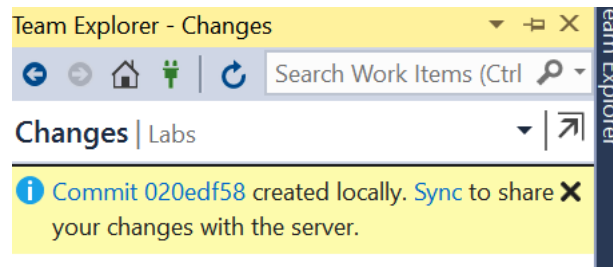 Team Explorer - Changes
Search Work Items (Ctrl
Changes | Labs
Commit 020edf58 created locally. Sync to share
your changes with the server.
eam Explorer